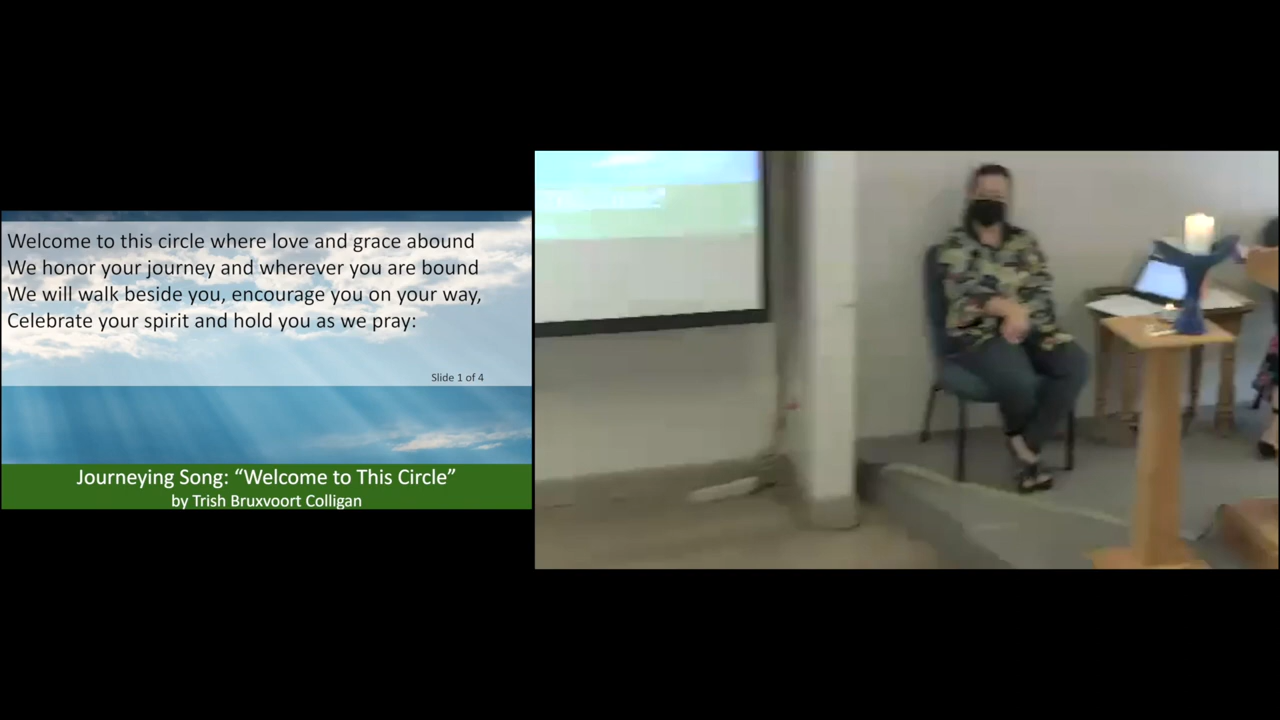 Welcome to this circle where love and grace abound
We honor your journey and wherever you are bound
We will walk beside you, encourage you on your way,
Celebrate your spirit and hold you as we pray:
Slide 1 of 4
Journeying Song: “Welcome to This Circle”
by Trish Bruxvoort Colligan